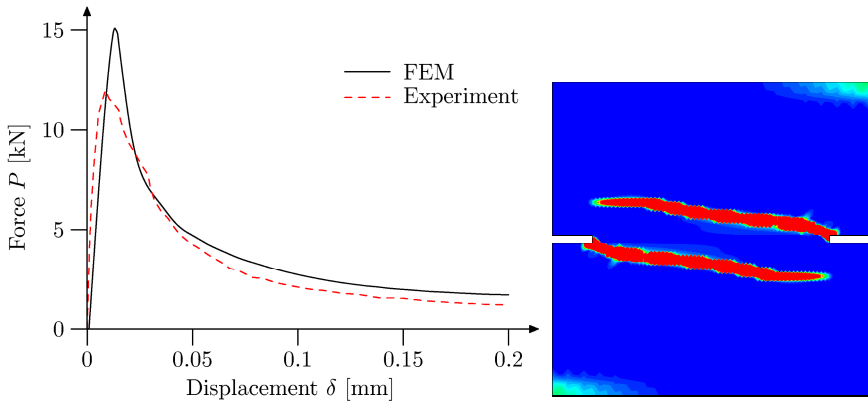 15
10
5
0
Force P [kN]
FEM
Experiment
0
0.05
0.1
0.15
0.2
Displacement δ [mm]